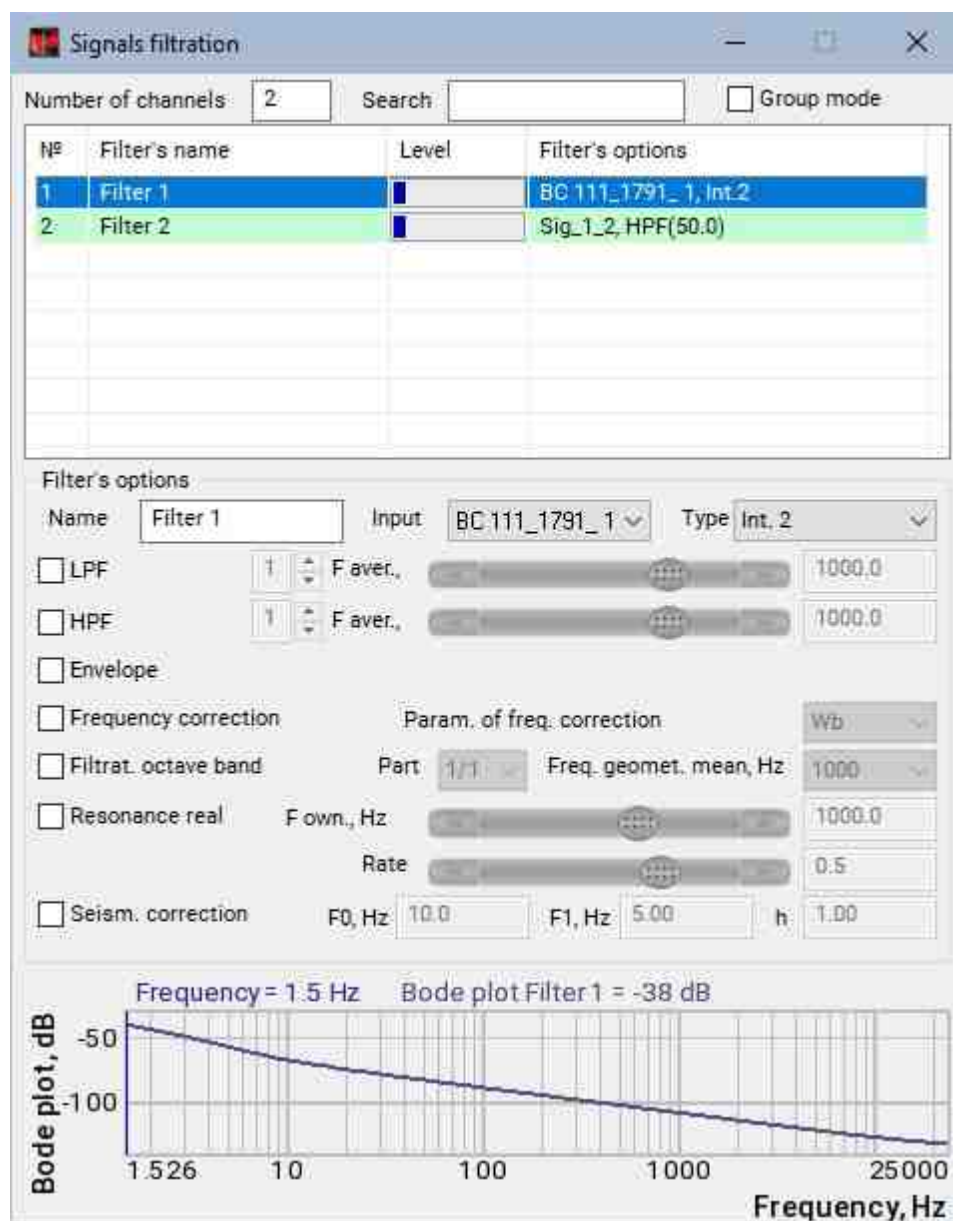 Signals filtration
Number of channels 2 Search Group mode
Nº Filter's name Level Filter's options
1 Filter 1 BC 111_1791_ 1, Int.2
2 Filter 2 Sig_1_2, HPF(50.0)
Filter's options
Name Filter 1 Input BC 111_1791_ 1 Type Int. 2
LPF 1 F aver., 1000.0
HPF 1 F aver., 1000.0
Envelope
Frequency correction Param. of freq. correction Wb
Filtrat. octave band Part 1/1 Freq. geomet. mean, Hz 1000
Resonance real F own., Hz 1000.0
Rate 0.5
Seism. correction F0, Hz 10.0 F1, Hz 5.00 h 1.00
Frequency = 1.5 Hz Bode plot Filter 1 = -38 dB
Bode plot, dB
-50
-100
1.526 10 100 1000 25000
Frequency, Hz